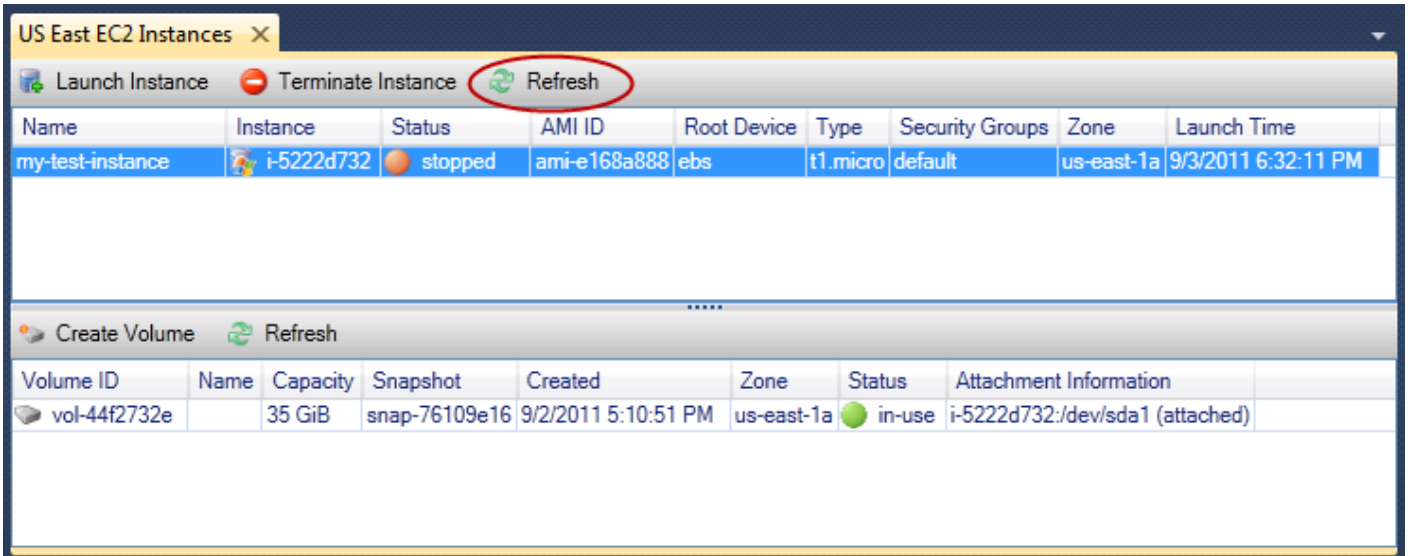 US East EC2 Instances
Launch Instance Terminate Instance Refresh
Name Instance Status AMI ID Root Device Type Security Groups Zone Launch Time
my-test-instance i-5222d732 stopped ami-e168a888 ebs t1.micro default us-east-1a 9/3/2011 6:32:11 PM
Create Volume Refresh
Volume ID Name Capacity Snapshot Created Zone Status Attachment Information
vol-44f2732e 35 GiB snap-76109e16 9/2/2011 5:10:51 PM us-east-1a in-use i-5222d732:/dev/sda1 (attached)